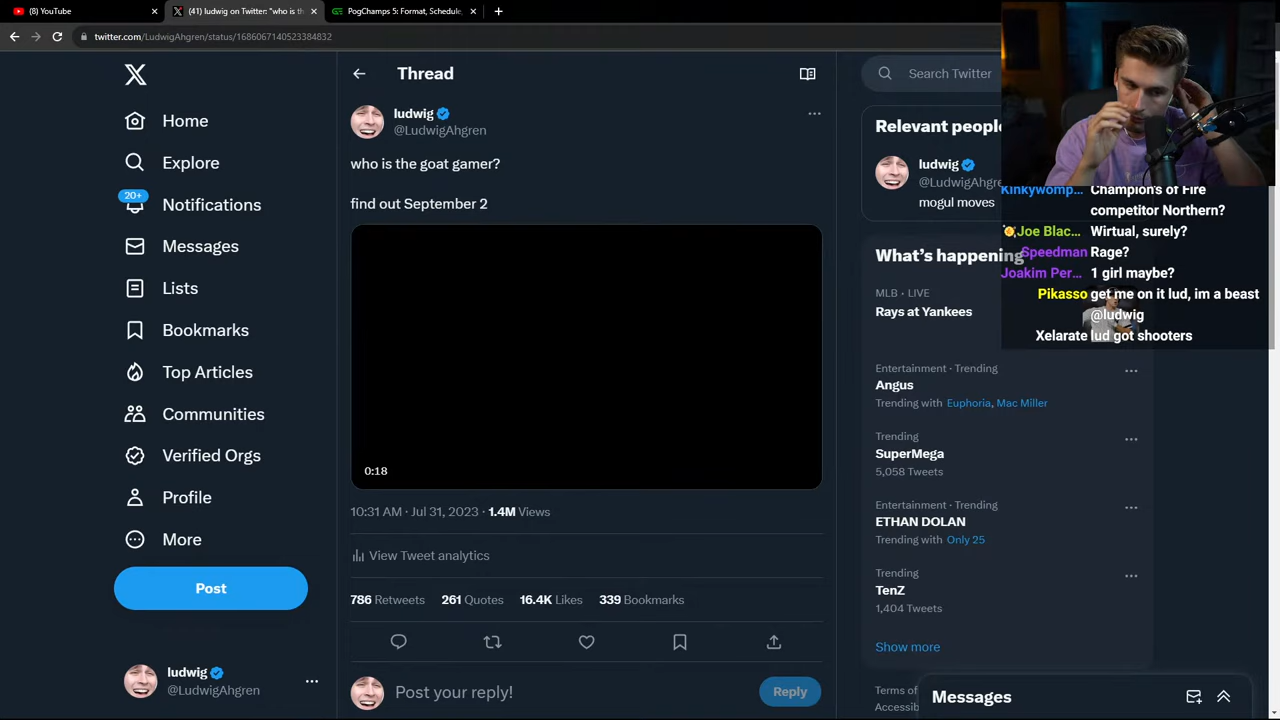 (8) YouTube
(41) ludwig on Twitter: "who is th
PogChamps 5: Format, Schedule,
twitter.com/LudwigAhgren/status/1686067140523384832
Home
Explore
20+
Notifications
Messages
Lists
Bookmarks
Top Articles
Communities
Verified Orgs
Profile
More
Post
ludwig
@LudwigAhgren
Thread
ludwig
@LudwigAhgren
who is the goat gamer?
find out September 2
0:18
10:31 AM · Jul 31, 2023 · 1.4M Views
View Tweet analytics
786 Retweets 261 Quotes 16.4K Likes 339 Bookmarks
Post your reply!
Reply
Search Twitter
Relevant people
ludwig
@LudwigAhgren
mogul moves
What's happening
MLB · LIVE
Rays at Yankees
Entertainment · Trending
Angus
Trending with Euphoria, Mac Miller
Trending
SuperMega
5,058 Tweets
Entertainment · Trending
ETHAN DOLAN
Trending with Only 25
Trending
TenZ
1,404 Tweets
Show more
Terms of
Accessib
Messages
Kinkywomp... Champion's of Fire
competitor Northern?
Joe Blac... Wirtual, surely?
Speedman Rage?
Joakim Per... 1 girl maybe?
Pikasso get me on it lud, im a beast
@ludwig
Xelarate lud got shooters